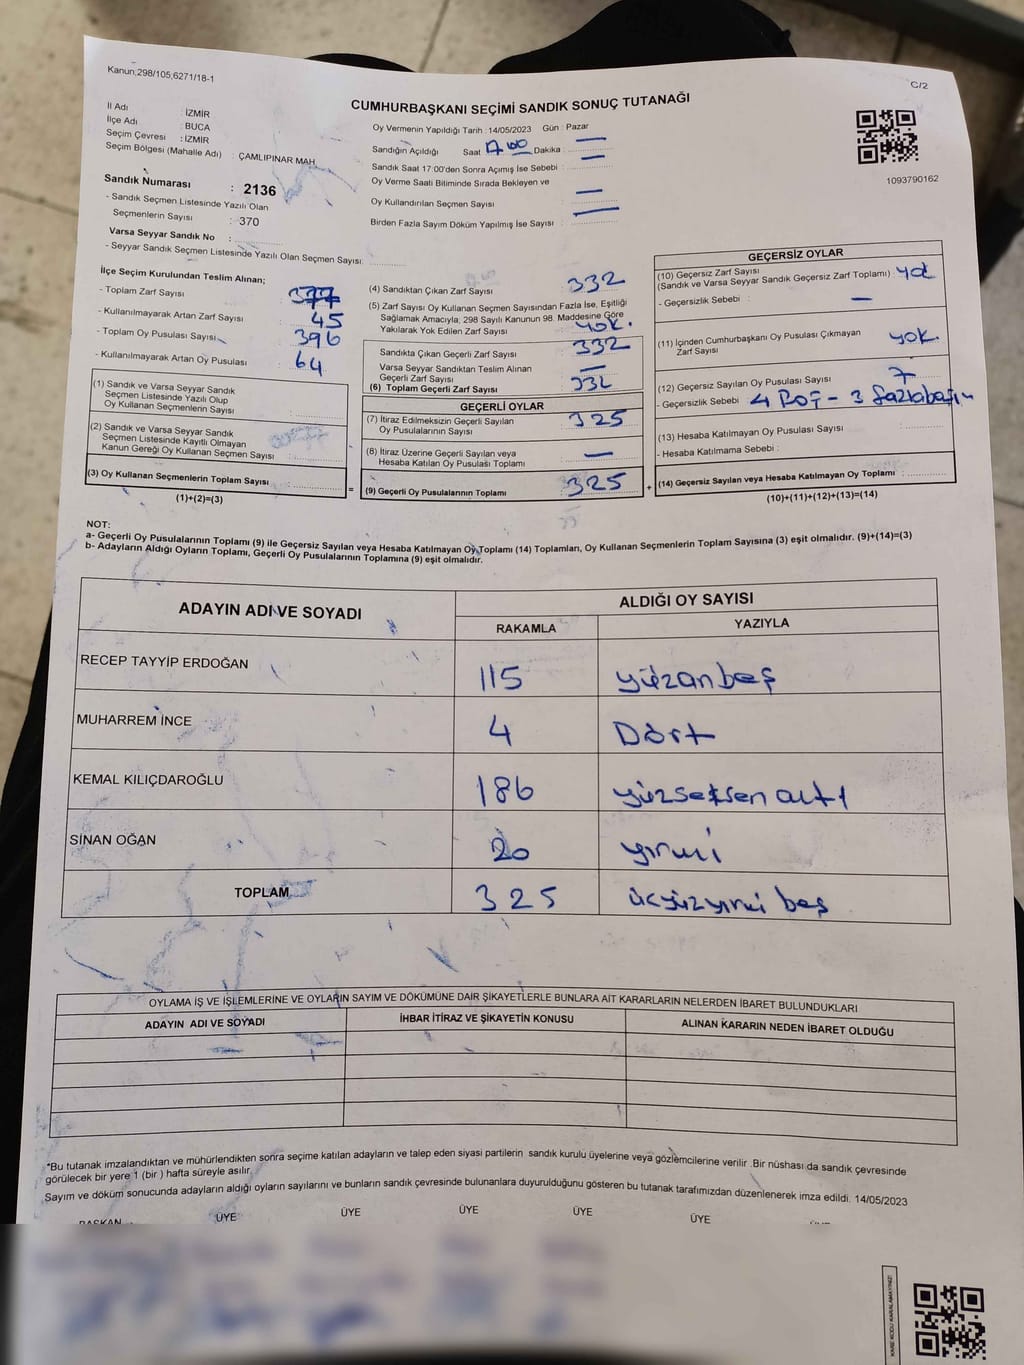 Kanun;298/105,6271/18-1
C/2
CUMHURBAŞKANI SEÇİMİ SANDIK SONUÇ TUTANAĞI
İl Adı : İZMİR
İlçe Adı : BUCA
Seçim Çevresi : İZMİR
Seçim Bölgesi (Mahalle Adı) : ÇAMLIPINAR MAH.
Oy Vermenin Yapıldığı Tarih : 14/05/2023 Gün : Pazar
Sandığın Açıldığı Saat 17.00 Dakika : —
Sandık Saat 17:00'den Sonra Açımış İse Sebebi : —
Oy Verme Saati Bitiminde Sırada Bekleyen ve
Oy Kullandırılan Seçmen Sayısı : —
Birden Fazla Sayım Döküm Yapılmış İse Sayısı : —
1093790162
Sandık Numarası : 2136
- Sandık Seçmen Listesinde Yazılı Olan
Seçmenlerin Sayısı : 370
Varsa Seyyar Sandık No :
- Seyyar Sandık Seçmen Listesinde Yazılı Olan Seçmen Sayısı:
İlçe Seçim Kurulundan Teslim Alınan;
- Toplam Zarf Sayısı : 377
- Kullanılmayarak Artan Zarf Sayısı : 45
- Toplam Oy Pusulası Sayısı : 396
- Kullanılmayarak Artan Oy Pusulası : 64
(1) Sandık ve Varsa Seyyar Sandık
Seçmen Listesinde Yazılı Olup
Oy Kullanan Seçmenlerin Sayısı :
(2) Sandık ve Varsa Seyyar Sandık
Seçmen Listesinde Kayıtlı Olmayan
Kanun Gereği Oy Kullanan Seçmen Sayısı :
(3) Oy Kullanan Seçmenlerin Toplam Sayısı :
(1)+(2)=(3)
=
(4) Sandıktan Çıkan Zarf Sayısı : 332
(5) Zarf Sayısı Oy Kullanan Seçmen Sayısından Fazla İse, Eşitliği
Sağlamak Amacıyla, 298 Sayılı Kanunun 98. Maddesine Göre
Yakılarak Yok Edilen Zarf Sayısı : yok.
Sandıkta Çıkan Geçerli Zarf Sayısı : 332
Varsa Seyyar Sandıktan Teslim Alınan
Geçerli Zarf Sayısı : —
(6) Toplam Geçerli Zarf Sayısı : 332
GEÇERLİ OYLAR
(7) İtiraz Edilmeksizin Geçerli Sayılan
Oy Pusulalarının Sayısı : 325
(8) İtiraz Üzerine Geçerli Sayılan veya
Hesaba Katılan Oy Pusulası Toplamı : —
(9) Geçerli Oy Pusulalarının Toplamı : 325
+
GEÇERSİZ OYLAR
(10) Geçersiz Zarf Sayısı
(Sandık ve Varsa Seyyar Sandık Geçersiz Zarf Toplamı) : yok
- Geçersizlik Sebebi : —
(11) İçinden Cumhurbaşkanı Oy Pusulası Çıkmayan
Zarf Sayısı : yok.
(12) Geçersiz Sayılan Oy Pusulası Sayısı : 7
- Geçersizlik Sebebi : 4 Boş - 3 fazlabasım
(13) Hesaba Katılmayan Oy Pusulası Sayısı :
- Hesaba Katılmama Sebebi :
(14) Geçersiz Sayılan veya Hesaba Katılmayan Oy Toplamı :
(10)+(11)+(12)+(13)=(14)
NOT:
a- Geçerli Oy Pusulalarının Toplamı (9) ile Geçersiz Sayılan veya Hesaba Katılmayan Oy Toplamı (14) Toplamları, Oy Kullanan Seçmenlerin Toplam Sayısına (3) eşit olmalıdır. (9)+(14)=(3)
b- Adayların Aldığı Oyların Toplamı, Geçerli Oy Pusulalarının Toplamına (9) eşit olmalıdır.
ADAYIN ADI VE SOYADI
ALDIĞI OY SAYISI
RAKAMLA YAZIYLA
RECEP TAYYİP ERDOĞAN 115 yüzonbeş
MUHARREM İNCE 4 Dört
KEMAL KILIÇDAROĞLU 186 yüzseksen altı
SİNAN OĞAN 20 yirmi
TOPLAM 325 üçyüzyirmi beş
OYLAMA İŞ VE İŞLEMLERİNE VE OYLARIN SAYIM VE DÖKÜMÜNE DAİR ŞİKAYETLERLE BUNLARA AİT KARARLARIN NELERDEN İBARET BULUNDUKLARI
ADAYIN ADI VE SOYADI İHBAR İTİRAZ VE ŞİKAYETİN KONUSU ALINAN KARARIN NEDEN İBARET OLDUĞU
*Bu tutanak imzalandıktan ve mühürlendikten sonra seçime katılan adayların ve talep eden siyasi partilerin sandık kurulu üyelerine veya gözlemcilerine verilir. Bir nüshası da sandık çevresinde
görülecek bir yere 1 (bir ) hafta süreyle asılır.
Sayım ve döküm sonucunda adayların aldığı oyların sayılarını ve bunların sandık çevresinde bulunanlara duyurulduğunu gösteren bu tutanak tarafımızdan düzenlenerek imza edildi. 14/05/2023
BAŞKAN ÜYE ÜYE ÜYE ÜYE ÜYE ÜYE
KARE KODU KARALAMAYINIZ!